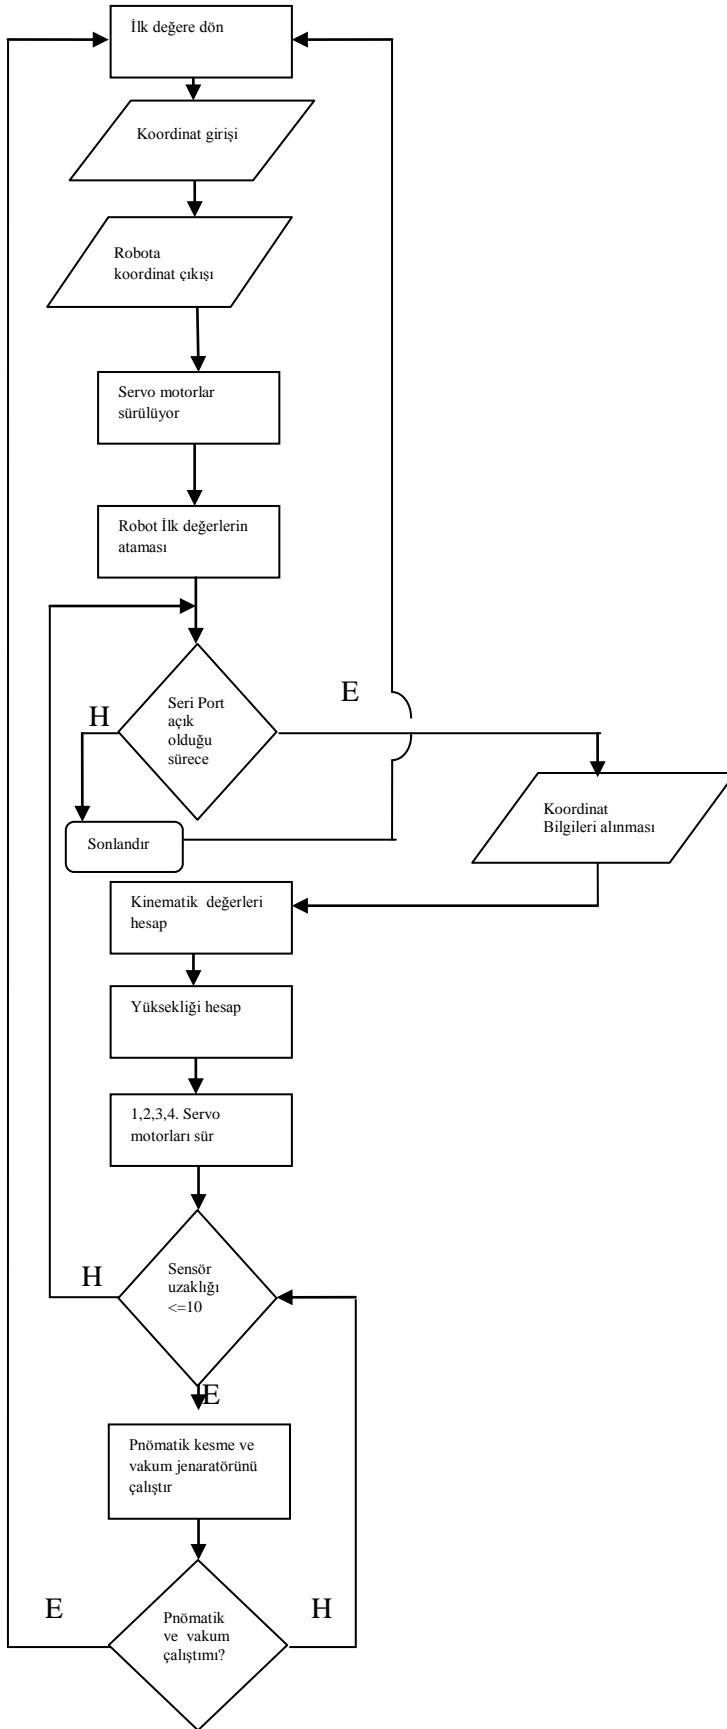 İlk değere dön
Koordinat girişi
Robota
koordinat çıkışı
Servo motorlar
sürülüyor
Robot İlk değerlerin
ataması
Seri Port
açık
olduğu
sürece
H
E
Sonlandır
Koordinat
Bilgileri alınması
Kinematik değerleri
hesap
Yüksekliği hesap
1,2,3,4. Servo
motorları sür
Sensör
uzaklığı
<=10
H
E
Pnömatik kesme ve
vakum jenaratörünü
çalıştır
Pnömatik
ve vakum
çalıştımı?
E
H